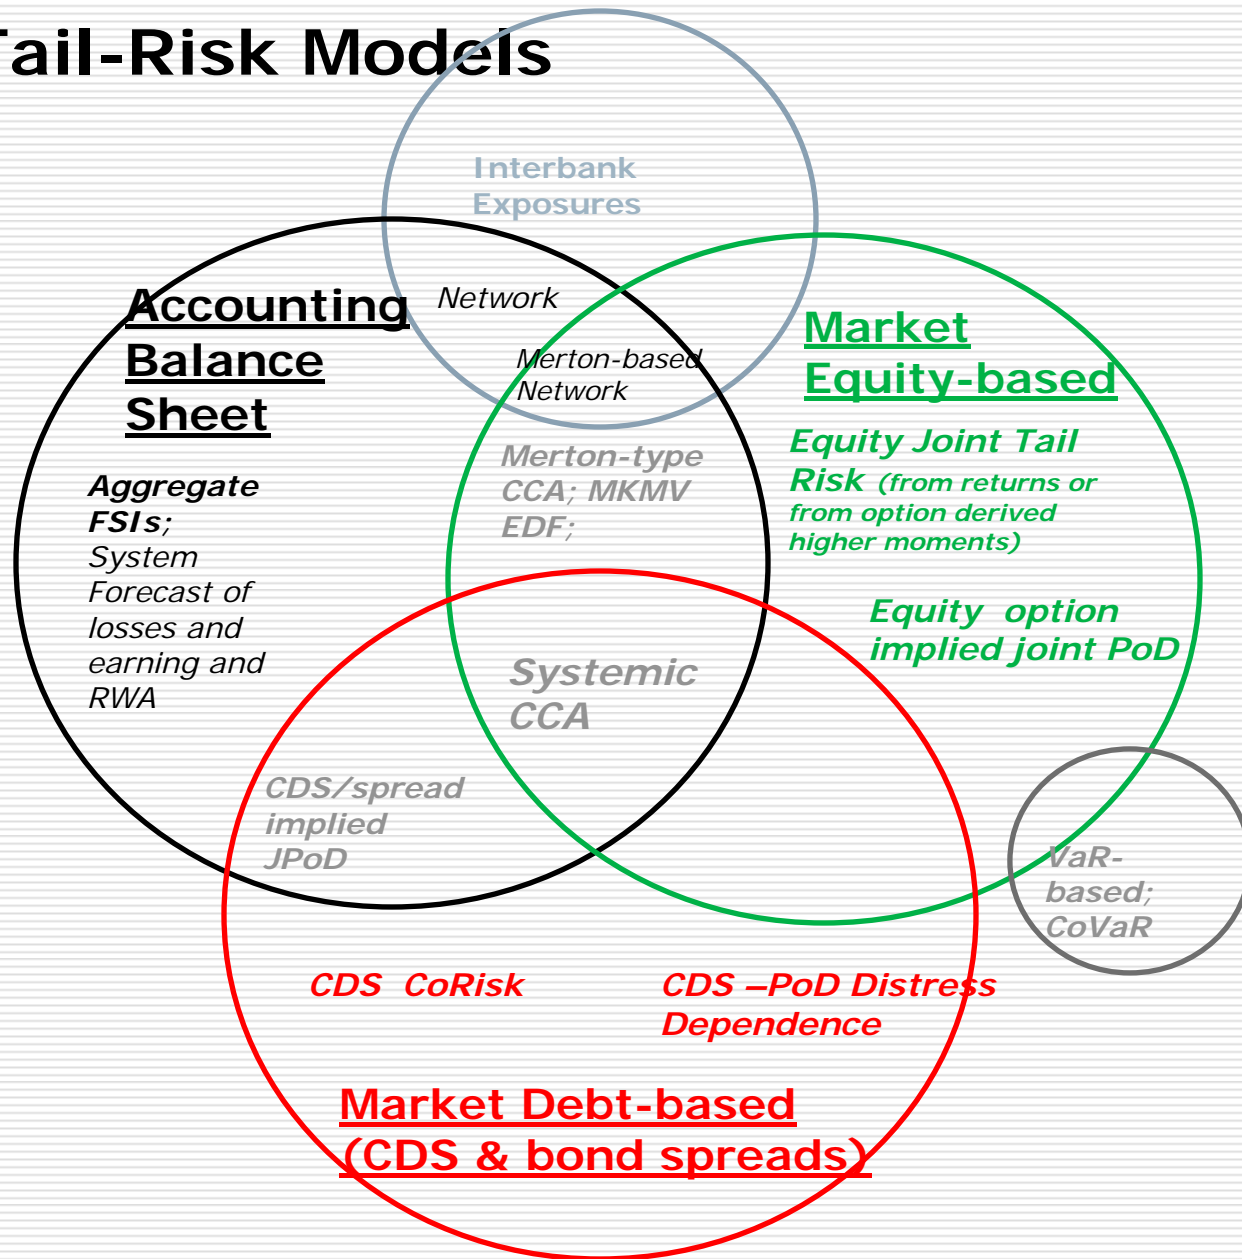 Tail-Risk Models
Interbank
Exposures
Accounting
Balance
Sheet
Network
Merton-based
Network
Market
Equity-based
Aggregate
FSIs;
System
Forecast of
losses and
earning and
RWA
Merton-type
CCA; MKMV
EDF;
Equity Joint Tail
Risk (from returns or
from option derived
higher moments)
Equity option
implied joint PoD
Systemic
CCA
CDS/spread
implied
JPoD
VaR-
based;
CoVaR
CDS CoRisk
CDS –PoD Distress
Dependence
Market Debt-based
(CDS & bond spreads)